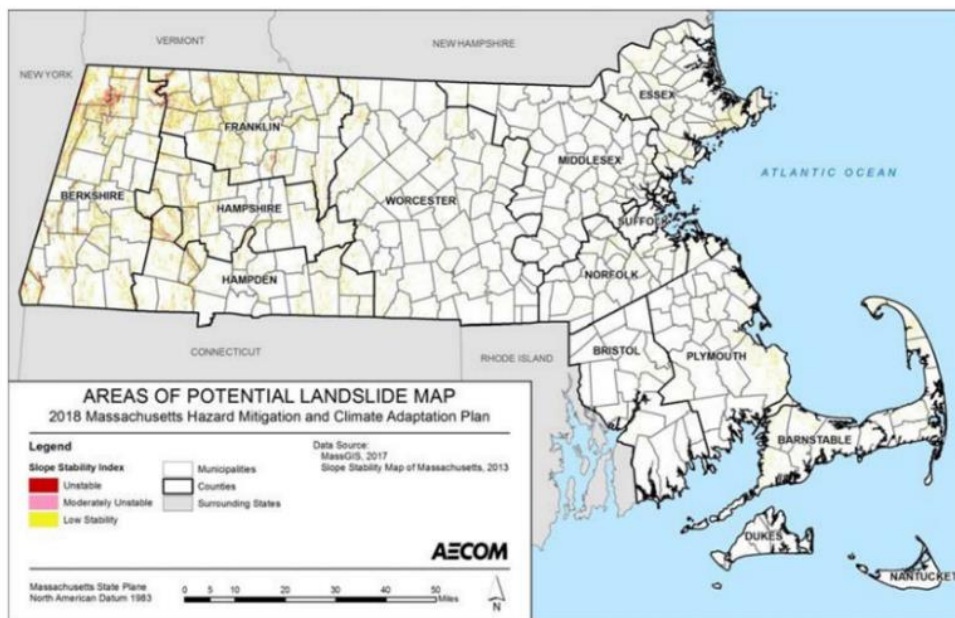 VERMONT
NEW HAMPSHIRE
NEW YORK
ESSEX
FRANKLIN
MIDDLESEX
ATLANTIC OCEAN
BERKSHIRE
WORCESTER
HAMPSHIRE
SUFFOLK
NORFOLK
HAMPDEN
CONNECTICUT
RHODE ISLAND
BRISTOL
PLYMOUTH
BARNSTABLE
DUKES
NANTUCKET
AREAS OF POTENTIAL LANDSLIDE MAP
2018 Massachusetts Hazard Mitigation and Climate Adaptation Plan
Legend
Slope Stability Index
Unstable
Moderately Unstable
Low Stability
Municipalities
Counties
Surrounding States
Data Source:
MassGIS, 2017
Slope Stability Map of Massachusetts, 2013
AECOM
Massachusetts State Plane
North American Datum 1983
0 5 10 20 30 40 50
Miles
N